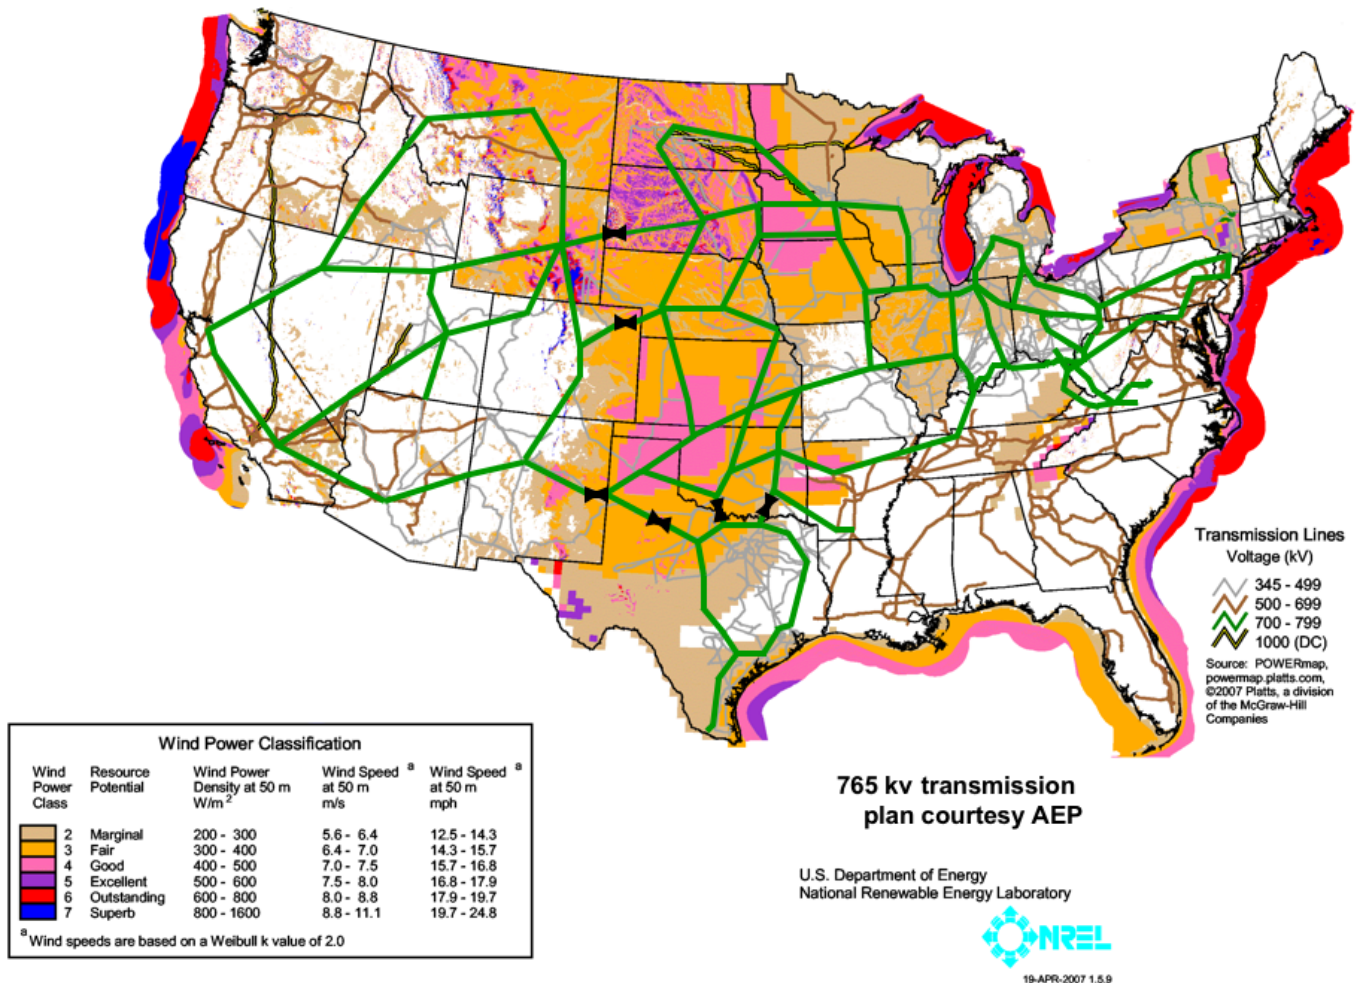 Transmission Lines
Voltage (kV)
345 - 499
500 - 699
700 - 799
1000 (DC)
Source: POWERmap,
powermap.platts.com,
©2007 Platts, a division
of the McGraw-Hill
Companies
Wind Power Classification
Wind Power Class Resource Potential Wind Power Density at 50 m W/m² Wind Speed ª at 50 m m/s Wind Speed ª at 50 m mph
2 Marginal 200 - 300 5.6 - 6.4 12.5 - 14.3
3 Fair 300 - 400 6.4 - 7.0 14.3 - 15.7
4 Good 400 - 500 7.0 - 7.5 15.7 - 16.8
5 Excellent 500 - 600 7.5 - 8.0 16.8 - 17.9
6 Outstanding 600 - 800 8.0 - 8.8 17.9 - 19.7
7 Superb 800 - 1600 8.8 - 11.1 19.7 - 24.8
ª Wind speeds are based on a Weibull k value of 2.0
765 kv transmission
plan courtesy AEP
U.S. Department of Energy
National Renewable Energy Laboratory
NREL
19-APR-2007 1.5.9